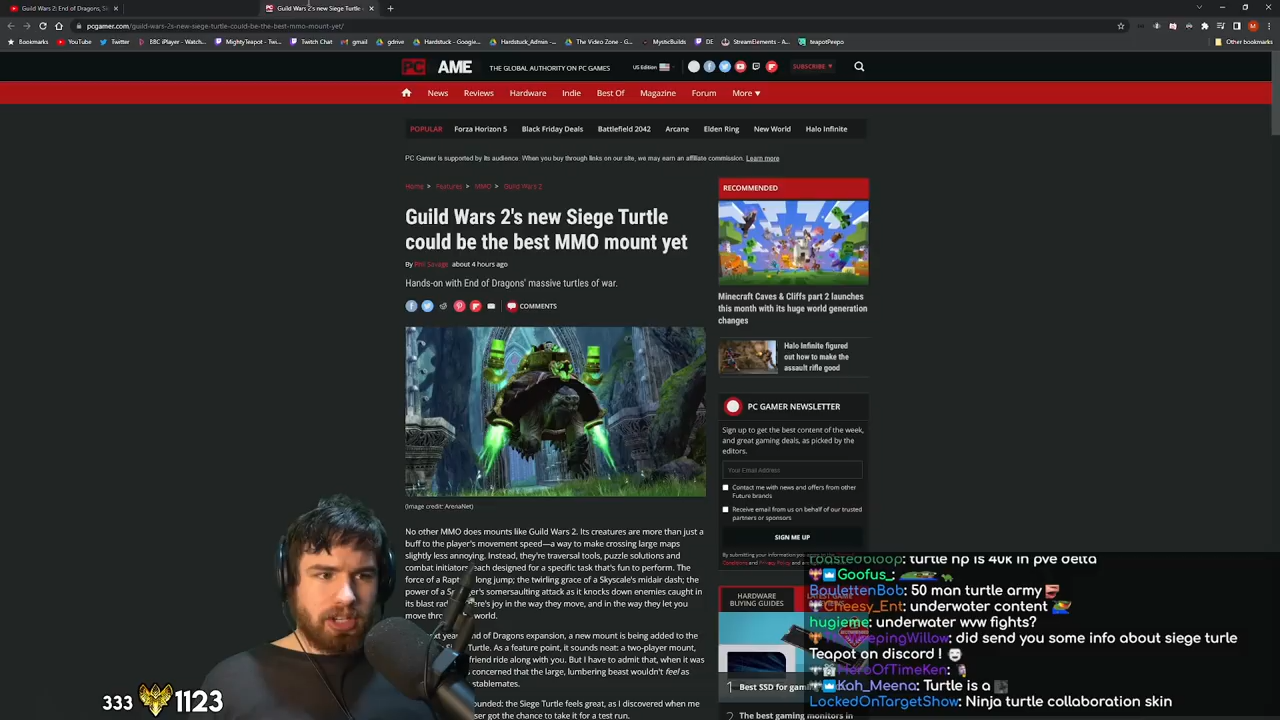 Guild Wars 2: End of Dragons, Si
Guild Wars 2's new Siege Turtle
pcgamer.com/guild-wars-2s-new-siege-turtle-could-be-the-best-mmo-mount-yet/
Bookmarks YouTube Twitter BBC iPlayer - Watch... MightyTeapot - Twi... Twitch Chat gmail gdrive Hardstuck - Google... Hardstuck_Admin -... The Video Zone - G... MysticBuilds DE StreamElements - A... teapotPeepo Other bookmarks
PC AME THE GLOBAL AUTHORITY ON PC GAMES US Edition SUBSCRIBE
News Reviews Hardware Indie Best Of Magazine Forum More
POPULAR Forza Horizon 5 Black Friday Deals Battlefield 2042 Arcane Elden Ring New World Halo Infinite
PC Gamer is supported by its audience. When you buy through links on our site, we may earn an affiliate commission. Learn more
Home > Features > MMO > Guild Wars 2
Guild Wars 2's new Siege Turtle
could be the best MMO mount yet
By Phil Savage about 4 hours ago
Hands-on with End of Dragons' massive turtles of war.
COMMENTS
(Image credit: ArenaNet)
No other MMO does mounts like Guild Wars 2. Its creatures are more than just a
buff to the player's movement speed—a way to make crossing large maps
slightly less annoying. Instead, they're traversal tools, puzzle solutions and
combat initiators, each designed for a specific task that's fun to perform. The
force of a Rap long jump; the twirling grace of a Skyscale's midair dash; the
power of a S somersaulting attack as it knocks down enemies caught in
its blast rad e's joy in the way they move, and in the way they let you
move thro world.
ext yea nd of Dragons expansion, a new mount is being added to the
Turtle. As a feature point, it sounds neat: a two-player mount,
riend ride along with you. But I have to admit that, when it was
concerned that the large, lumbering beast wouldn't feel as
stablemates.
ounded: the Siege Turtle feels great, as I discovered when me
ser got the chance to take it for a test run.
RECOMMENDED
Minecraft Caves & Cliffs part 2 launches
this month with its huge world generation
changes
Halo Infinite figured
out how to make the
assault rifle good
PC GAMER NEWSLETTER
Sign up to get the best content of the week,
and great gaming deals, as picked by the
editors.
Your Email Address
Contact me with news and offers from other
Future brands
Receive email from us on behalf of our trusted
partners or sponsors
SIGN ME UP
By submitting your information you
Conditions and Privacy Policy and
HARDWARE
BUYING GUIDES
LATEST GAME
1 Best SSD for gam
2 The best gaming monitors in
roastedbloop: turtle hp is 40k in pve delta
Goofus_:
BoulettenBob: 50 man turtle army
Cheesy_Ent: underwater content
hugieme: underwater wvw fights?
epingWillow: did send you some info about siege turle
Teapot on discord !
HeroOfTimeKen:
Kah_Meena: Turtle is a
LockedOnTargetShow: Ninja turtle collaboration skin
333 1123